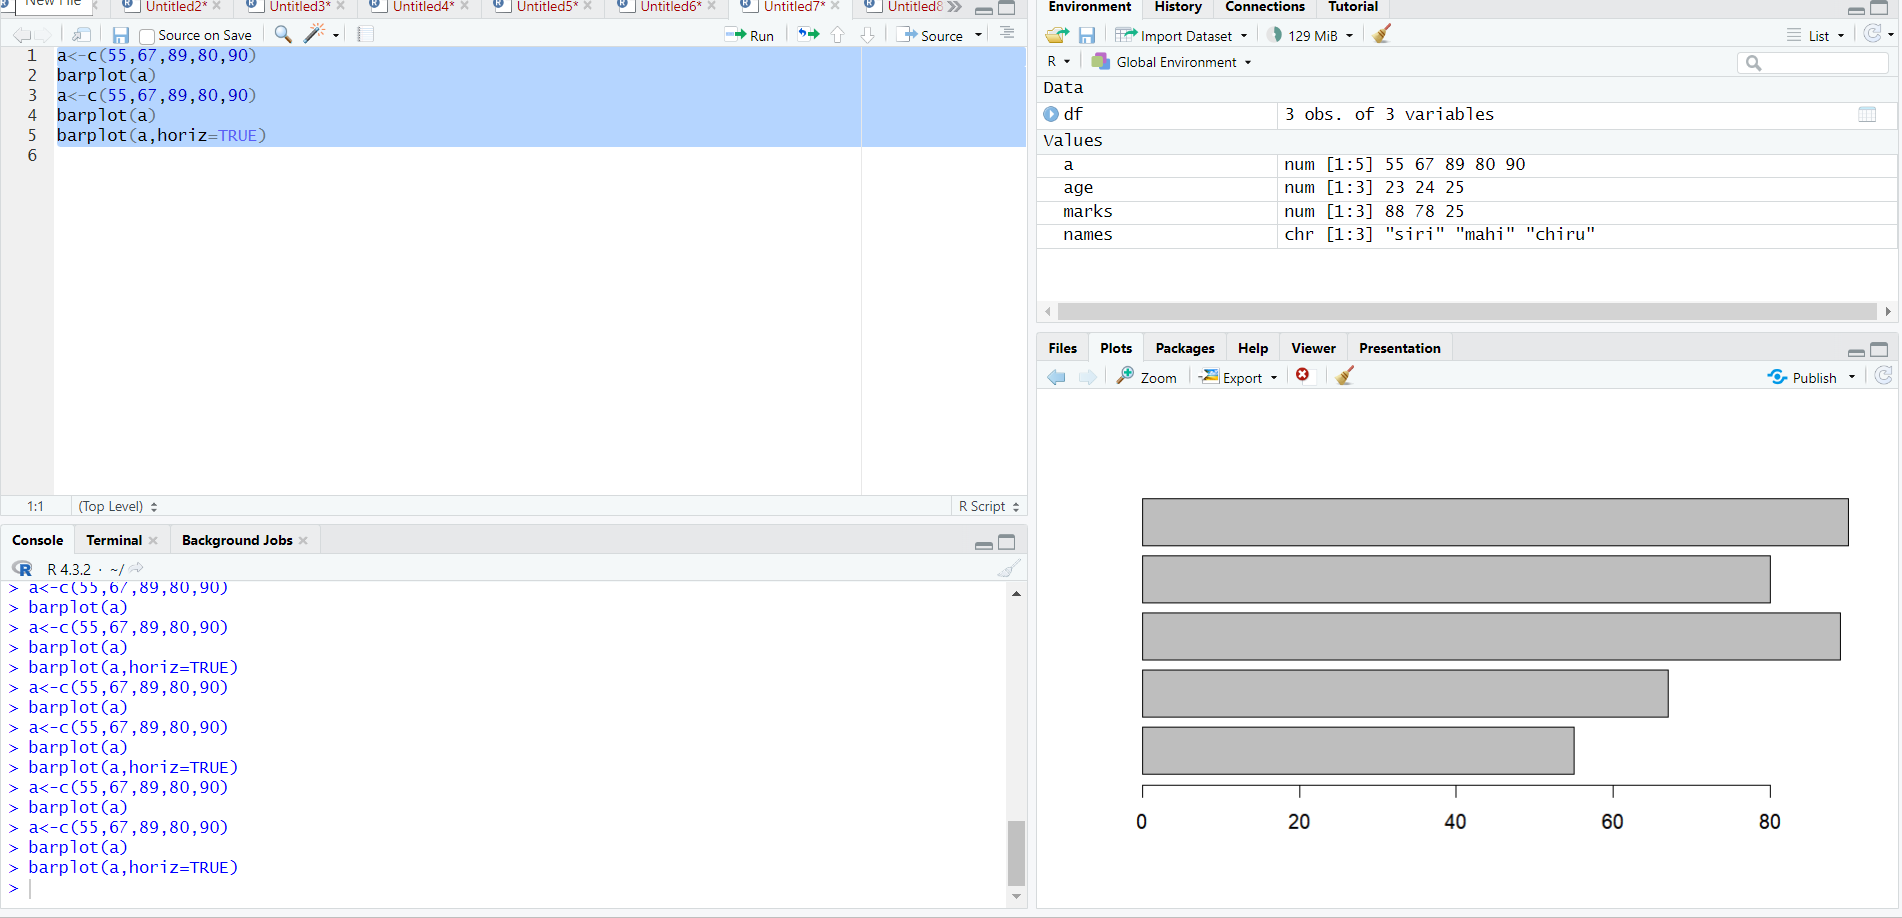 New File Untitled2* Untitled3* Untitled4* Untitled5* Untitled6* Untitled7* Untitled8
Source on Save Run Source
1 a<-c(55,67,89,80,90)
2 barplot(a)
3 a<-c(55,67,89,80,90)
4 barplot(a)
5 barplot(a,horiz=TRUE)
6
1:1 (Top Level) R Script
Console Terminal Background Jobs
R R 4.3.2 · ~/
> a<-c(55,67,89,80,90)
> barplot(a)
> a<-c(55,67,89,80,90)
> barplot(a)
> barplot(a,horiz=TRUE)
> a<-c(55,67,89,80,90)
> barplot(a)
> a<-c(55,67,89,80,90)
> barplot(a)
> barplot(a,horiz=TRUE)
> a<-c(55,67,89,80,90)
> barplot(a)
> a<-c(55,67,89,80,90)
> barplot(a)
> barplot(a,horiz=TRUE)
>
Environment History Connections Tutorial
Import Dataset 129 MiB List
R Global Environment
Data
df 3 obs. of 3 variables
Values
a num [1:5] 55 67 89 80 90
age num [1:3] 23 24 25
marks num [1:3] 88 78 25
names chr [1:3] "siri" "mahi" "chiru"
Files Plots Packages Help Viewer Presentation
Zoom Export Publish
0 20 40 60 80